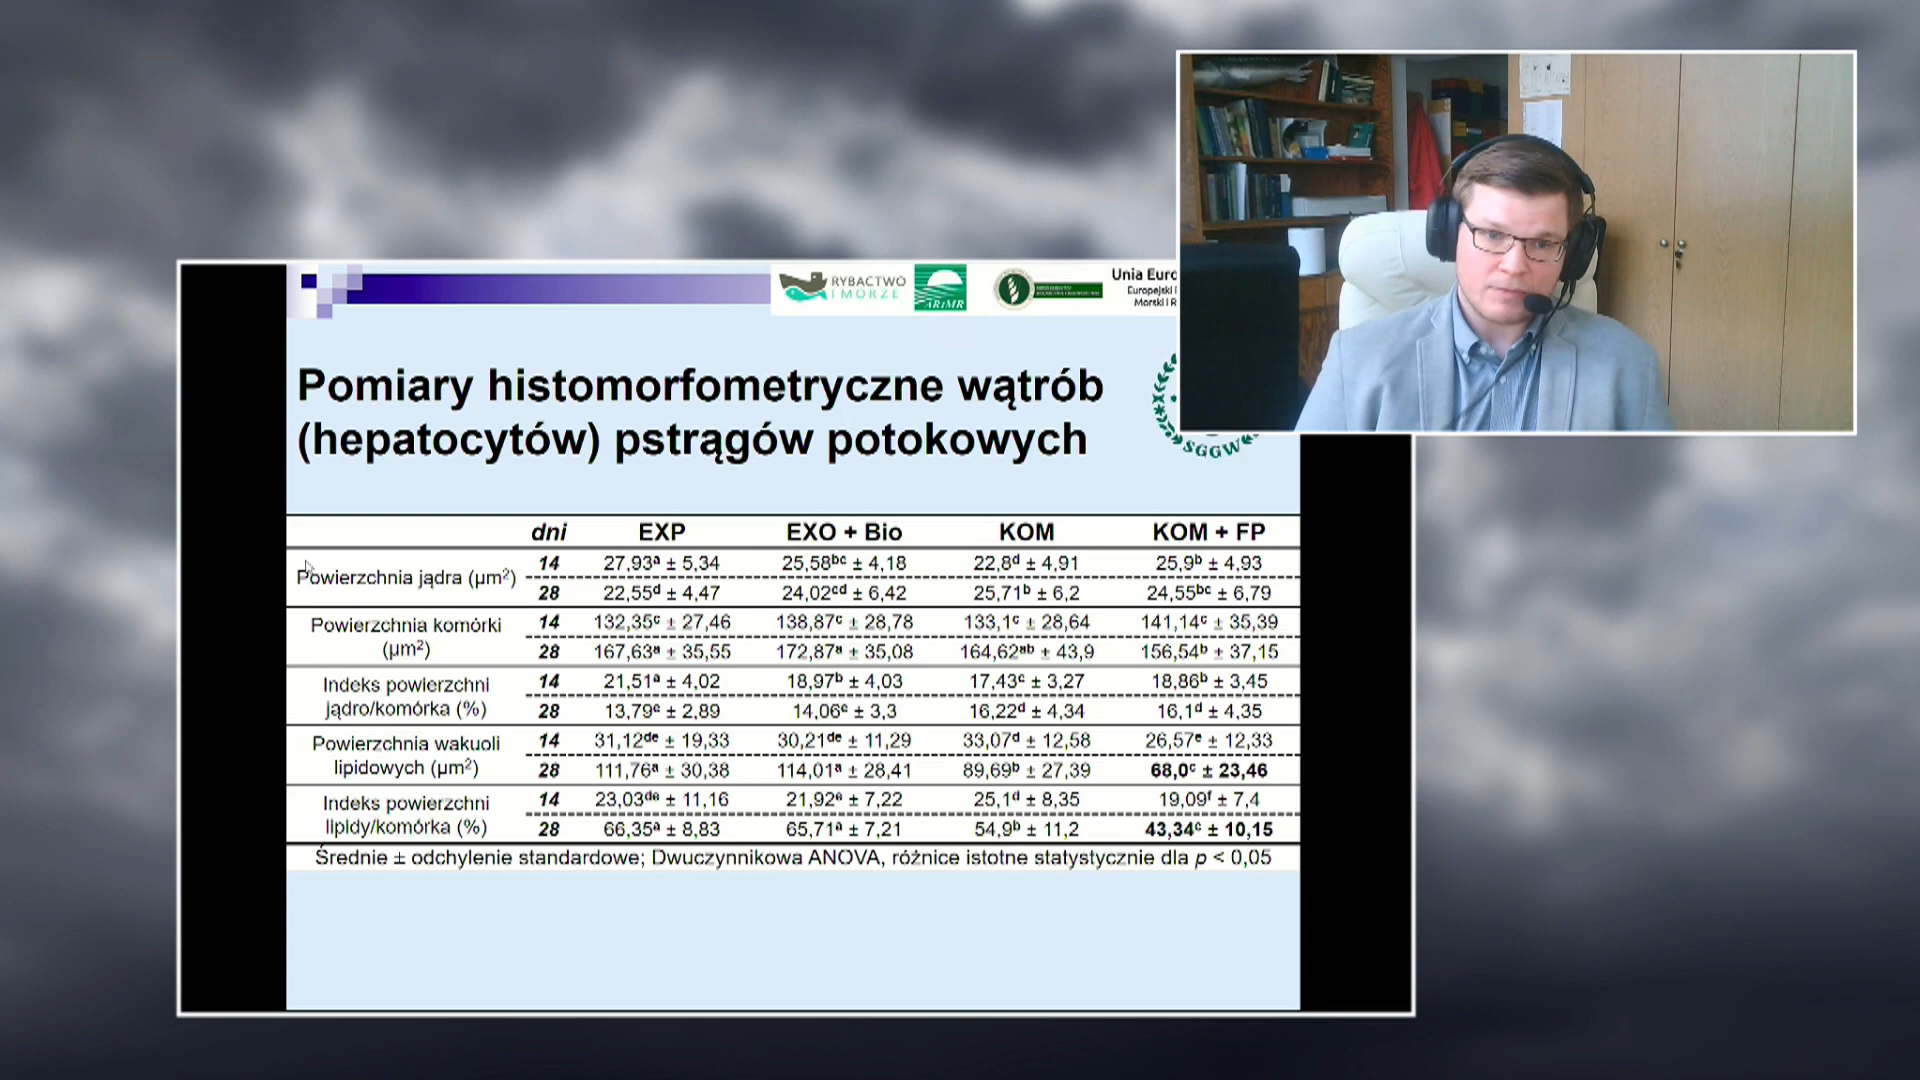 RYBACTWO
I MORZE
ARiMR
Unia Euro
Europejski
Morski i R
Pomiary histomorfometryczne wątrób
(hepatocytów) pstrągów potokowych
SGGW
dni EXP EXO + Bio KOM KOM + FP
Powierzchnia jądra (µm²)
14 27,93ᵃ ± 5,34 25,58ᵇᶜ ± 4,18 22,8ᵈ ± 4,91 25,9ᵇ ± 4,93
28 22,55ᵈ ± 4,47 24,02ᶜᵈ ± 6,42 25,71ᵇ ± 6,2 24,55ᵇᶜ ± 6,79
Powierzchnia komórki
(µm²)
14 132,35ᶜ ± 27,46 138,87ᶜ ± 28,78 133,1ᶜ ± 28,64 141,14ᶜ ± 35,39
28 167,63ᵃ ± 35,55 172,87ᵃ ± 35,08 164,62ᵃᵇ ± 43,9 156,54ᵇ ± 37,15
Indeks powierzchni
jądro/komórka (%)
14 21,51ᵃ ± 4,02 18,97ᵇ ± 4,03 17,43ᶜ ± 3,27 18,86ᵇ ± 3,45
28 13,79ᵉ ± 2,89 14,06ᵉ ± 3,3 16,22ᵈ ± 4,34 16,1ᵈ ± 4,35
Powierzchnia wakuoli
lipidowych (µm²)
14 31,12ᵈᵉ ± 19,33 30,21ᵈᵉ ± 11,29 33,07ᵈ ± 12,58 26,57ᵉ ± 12,33
28 111,76ᵃ ± 30,38 114,01ᵃ ± 28,41 89,69ᵇ ± 27,39 68,0ᶜ ± 23,46
Indeks powierzchni
lipidy/komórka (%)
14 23,03ᵈᵉ ± 11,16 21,92ᵉ ± 7,22 25,1ᵈ ± 8,35 19,09ᶠ ± 7,4
28 66,35ᵃ ± 8,83 65,71ᵃ ± 7,21 54,9ᵇ ± 11,2 43,34ᶜ ± 10,15
Średnie ± odchylenie standardowe; Dwuczynnikowa ANOVA, różnice istotne statystycznie dla p < 0,05